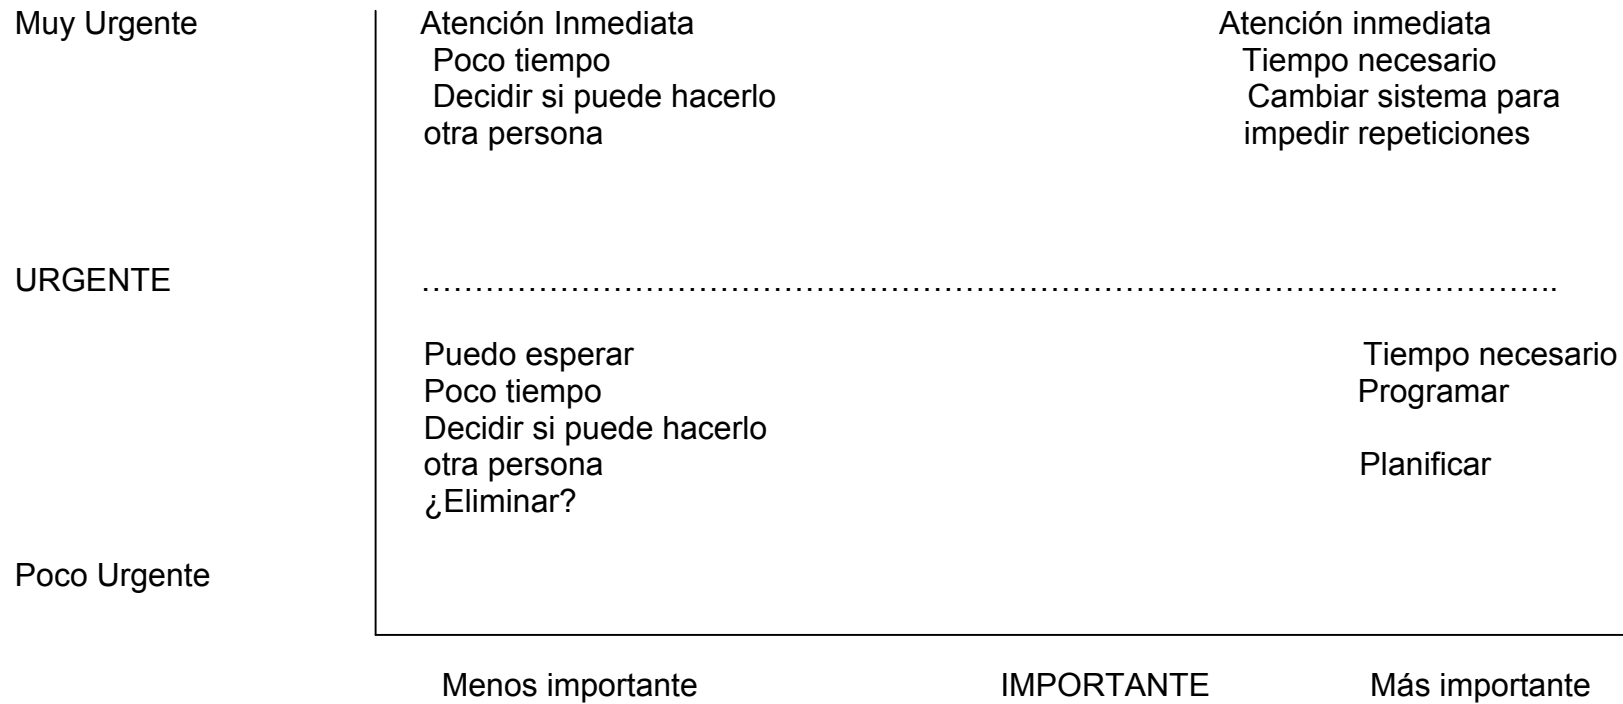 Muy Urgente Atención Inmediata Atención inmediata
Poco tiempo Tiempo necesario
Decidir si puede hacerlo Cambiar sistema para
otra persona impedir repeticiones
URGENTE ……………………………………………………………………………………………….
Puedo esperar Tiempo necesario
Poco tiempo Programar
Decidir si puede hacerlo
otra persona Planificar
¿Eliminar?
Poco Urgente
Menos importante IMPORTANTE Más importante